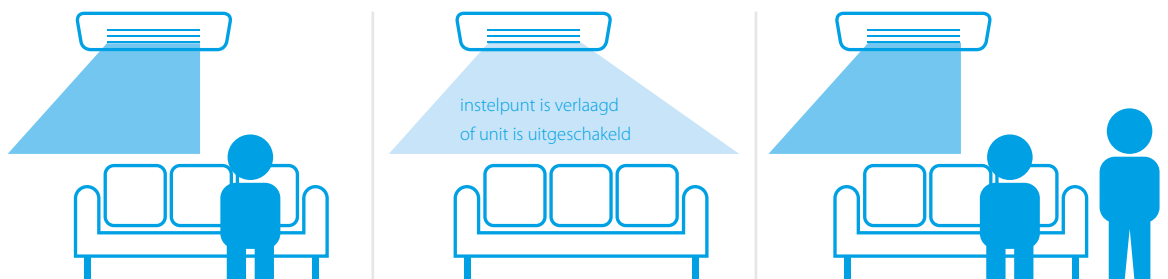 instelpunt is verlaagd
of unit is uitgeschakeld